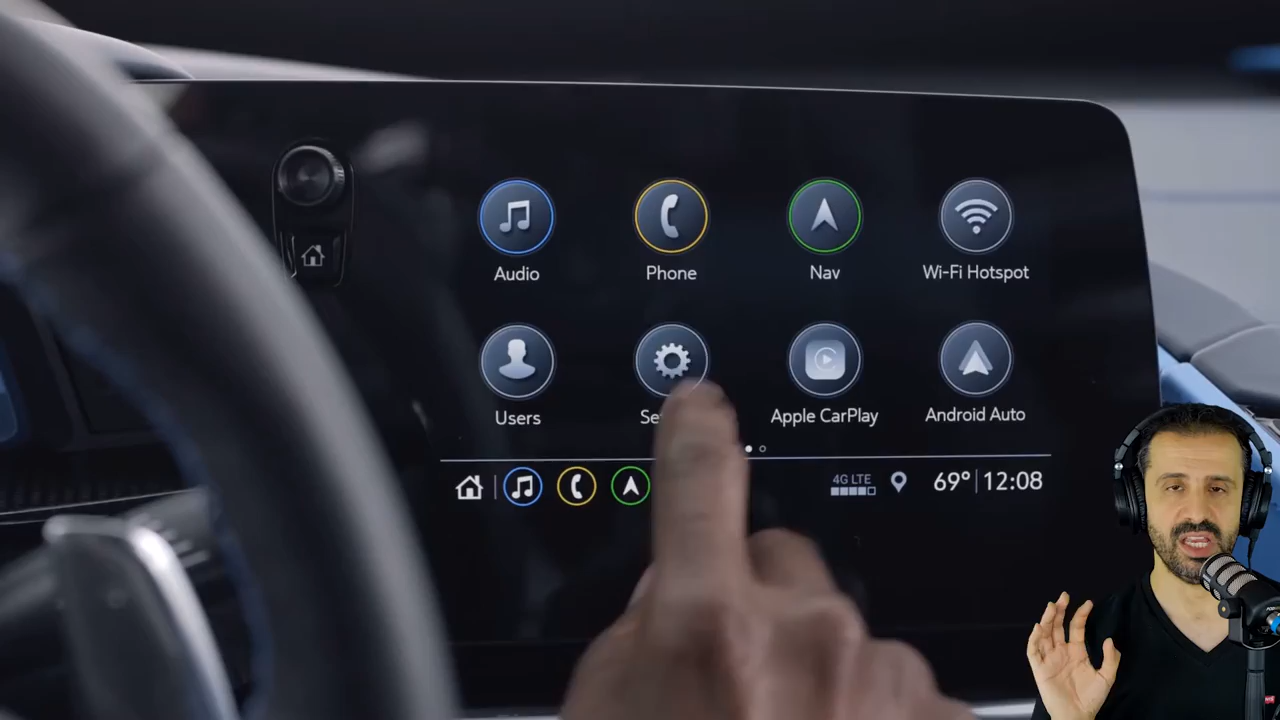 Audio Phone Nav Wi-Fi Hotspot
Users Apple CarPlay Android Auto
4G LTE 69° 12:08